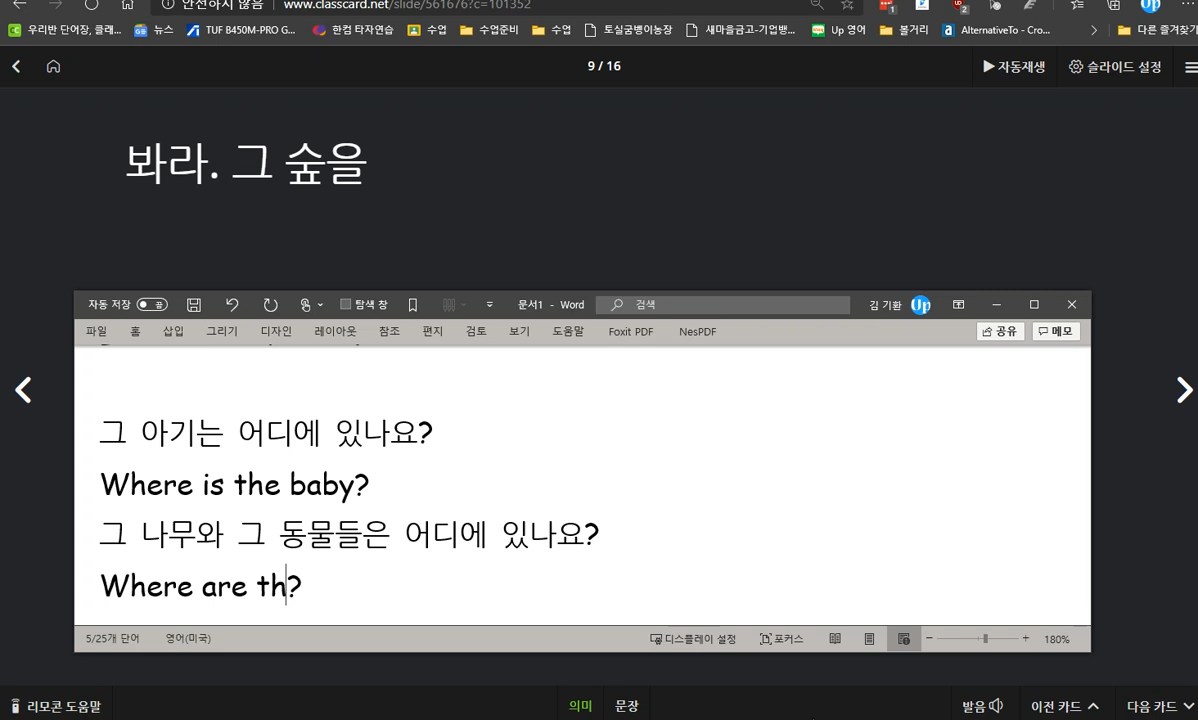 안전하지 않음 | www.classcard.net/slide/561676?c=101352
우리반 단어장, 클래... 뉴스 TUF B450M-PRO G... 한컴 타자연습 수업 수업준비 수업 토실굼벵이농장 새마을금고-기업뱅... Up 영어 볼거리 AlternativeTo - Cro... 다른 즐겨찾기
9 / 16 자동재생 슬라이드 설정
봐라. 그 숲을
자동 저장 끔 탐색 창 문서1 - Word 검색 김 기환 Up
파일 홈 삽입 그리기 디자인 레이아웃 참조 편지 검토 보기 도움말 Foxit PDF NesPDF 공유 메모
그 아기는 어디에 있나요?
Where is the baby?
그 나무와 그 동물들은 어디에 있나요?
Where are th?
5/25개 단어 영어(미국) 디스플레이 설정 포커스 180%
리모콘 도움말 의미 문장 발음 이전 카드 다음 카드